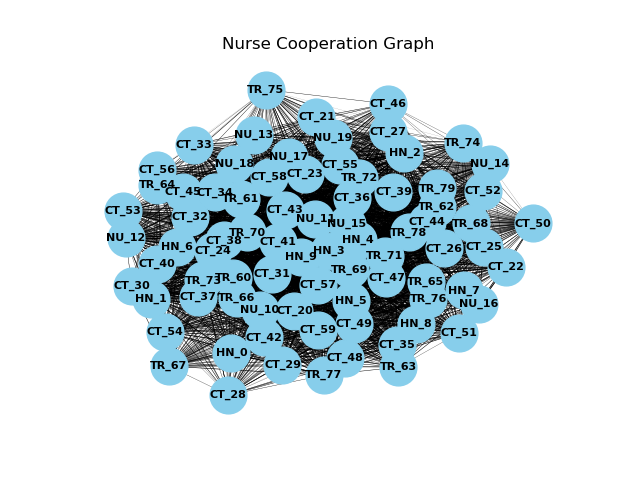 Nurse Cooperation Graph
TR_75
CT_46
CT_21
CT_27
NU_13
NU_19
TR_74
CT_33
HN_2
NU_17
NU_18
NU_14
CT_55
CT_56
CT_23
CT_58
TR_72
TR_64
TR_79
CT_52
CT_45
CT_34
CT_39
CT_36
TR_61
TR_62
CT_53
CT_43
CT_32
NU_11
CT_44
NU_15
TR_68
CT_50
TR_70
TR_78
NU_12
CT_38
CT_41
HN_4
HN_6
CT_25
CT_26
CT_24
HN_3
HN_9
TR_71
CT_40
CT_22
TR_69
CT_31
TR_60
CT_47
TR_73
TR_65
CT_30
CT_57
HN_7
CT_37
TR_66
HN_1
HN_5
TR_76
NU_16
NU_10
CT_20
CT_49
HN_8
CT_59
CT_54
CT_51
CT_42
CT_35
HN_0
CT_48
CT_29
TR_67
TR_63
TR_77
CT_28